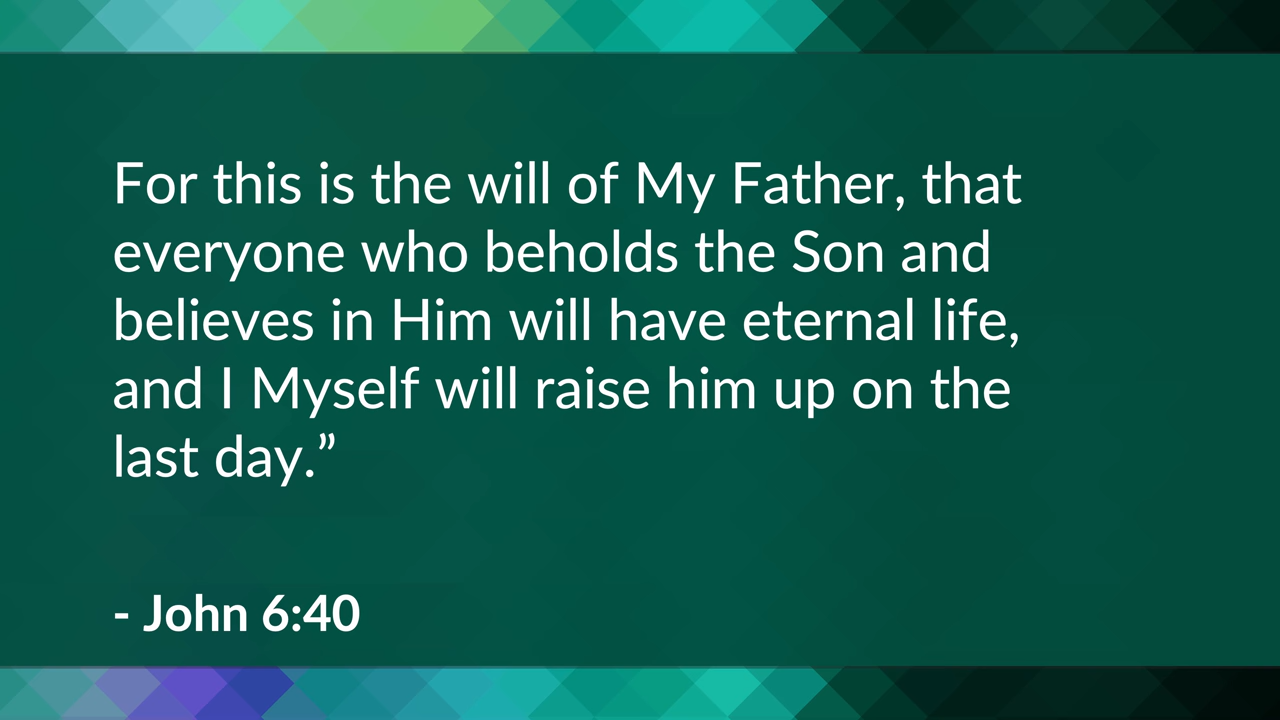 For this is the will of My Father, that
everyone who beholds the Son and
believes in Him will have eternal life,
and I Myself will raise him up on the
last day.”
- John 6:40